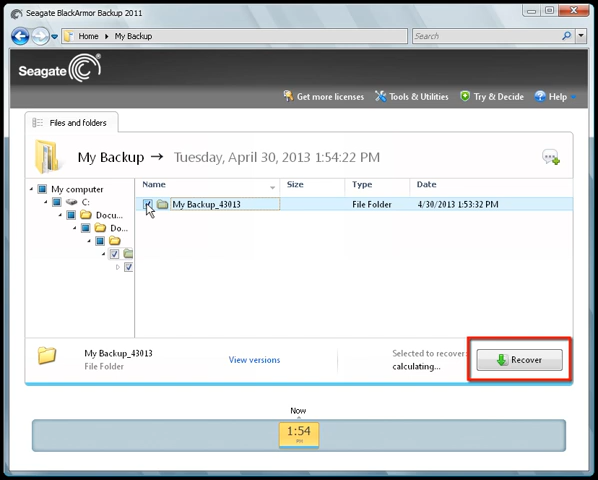 Seagate BlackArmor Backup 2011
Home ▸ My Backup
Search
Seagate
Get more licenses
Tools & Utilities
Try & Decide
Help
Files and folders
My Backup → Tuesday, April 30, 2013 1:54:22 PM
My computer
C:
Docu...
Do...
Name
Size
Type
Date
My Backup_43013
File Folder
4/30/2013 1:53:32 PM
My Backup_43013
File Folder
View versions
Selected to recover:
calculating...
Recover
Now
1:54
PM